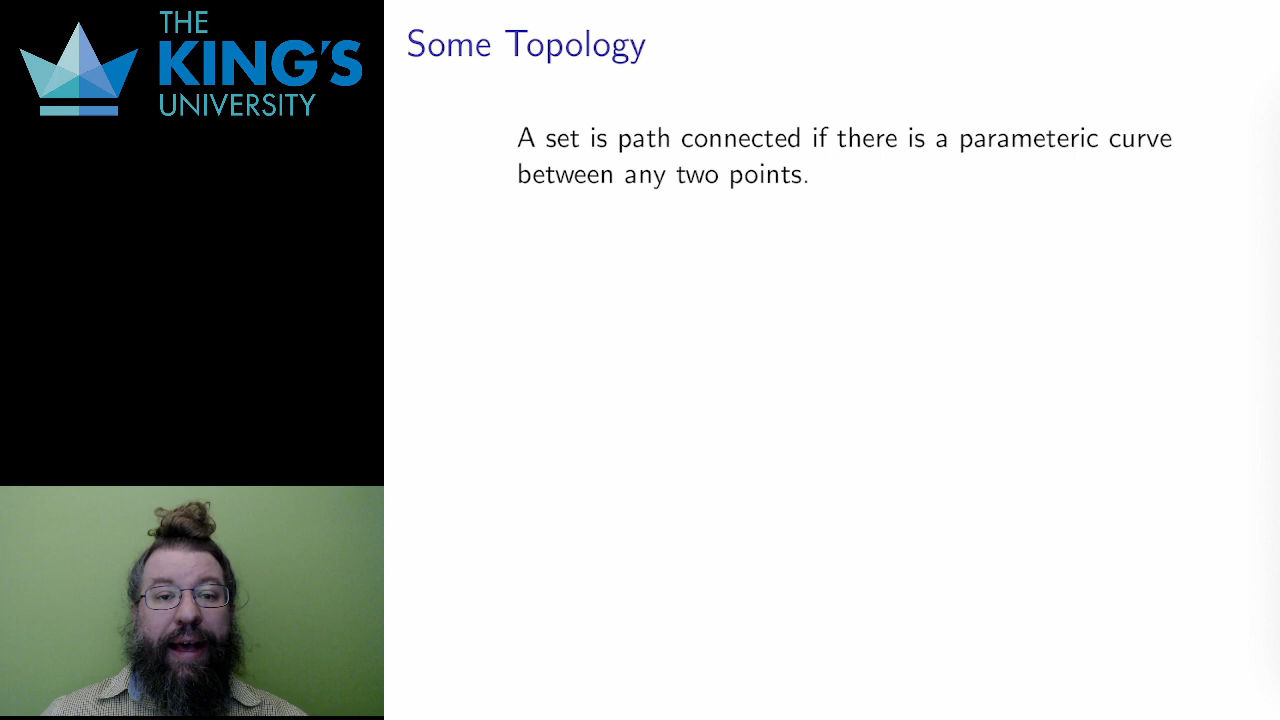 THE
KING'S
UNIVERSITY
Some Topology
A set is path connected if there is a parameteric curve
between any two points.